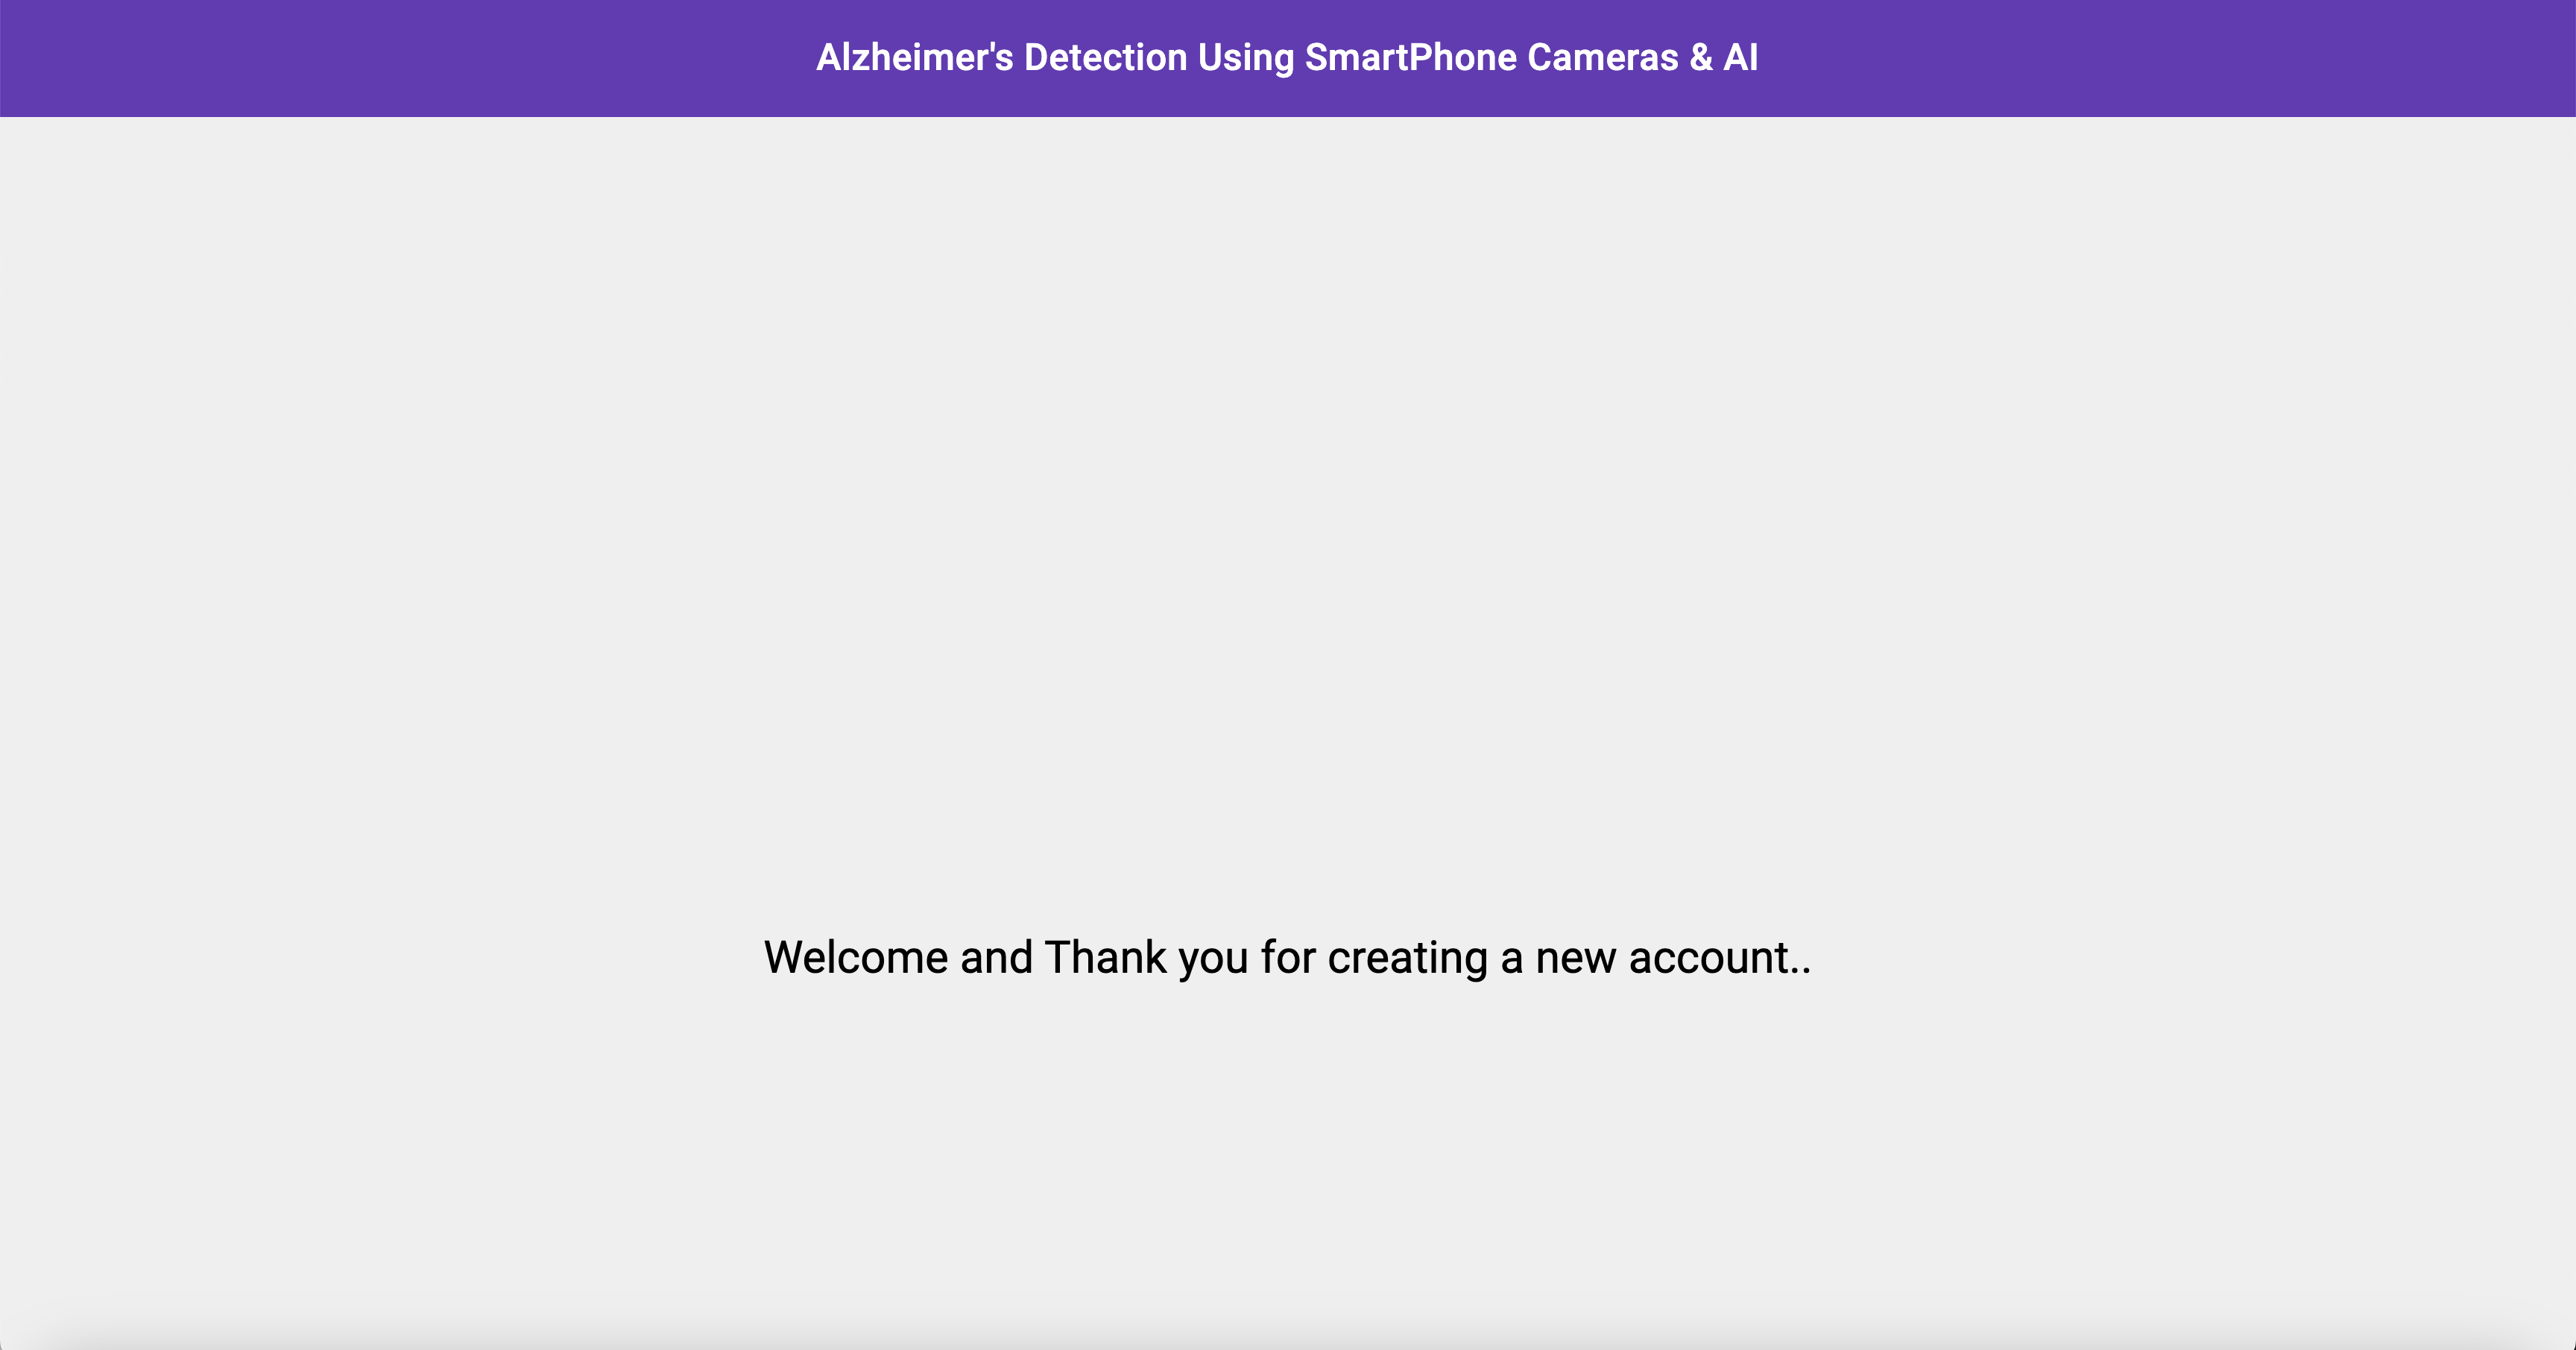 Alzheimer's Detection Using SmartPhone Cameras & AI
Welcome and Thank you for creating a new account..